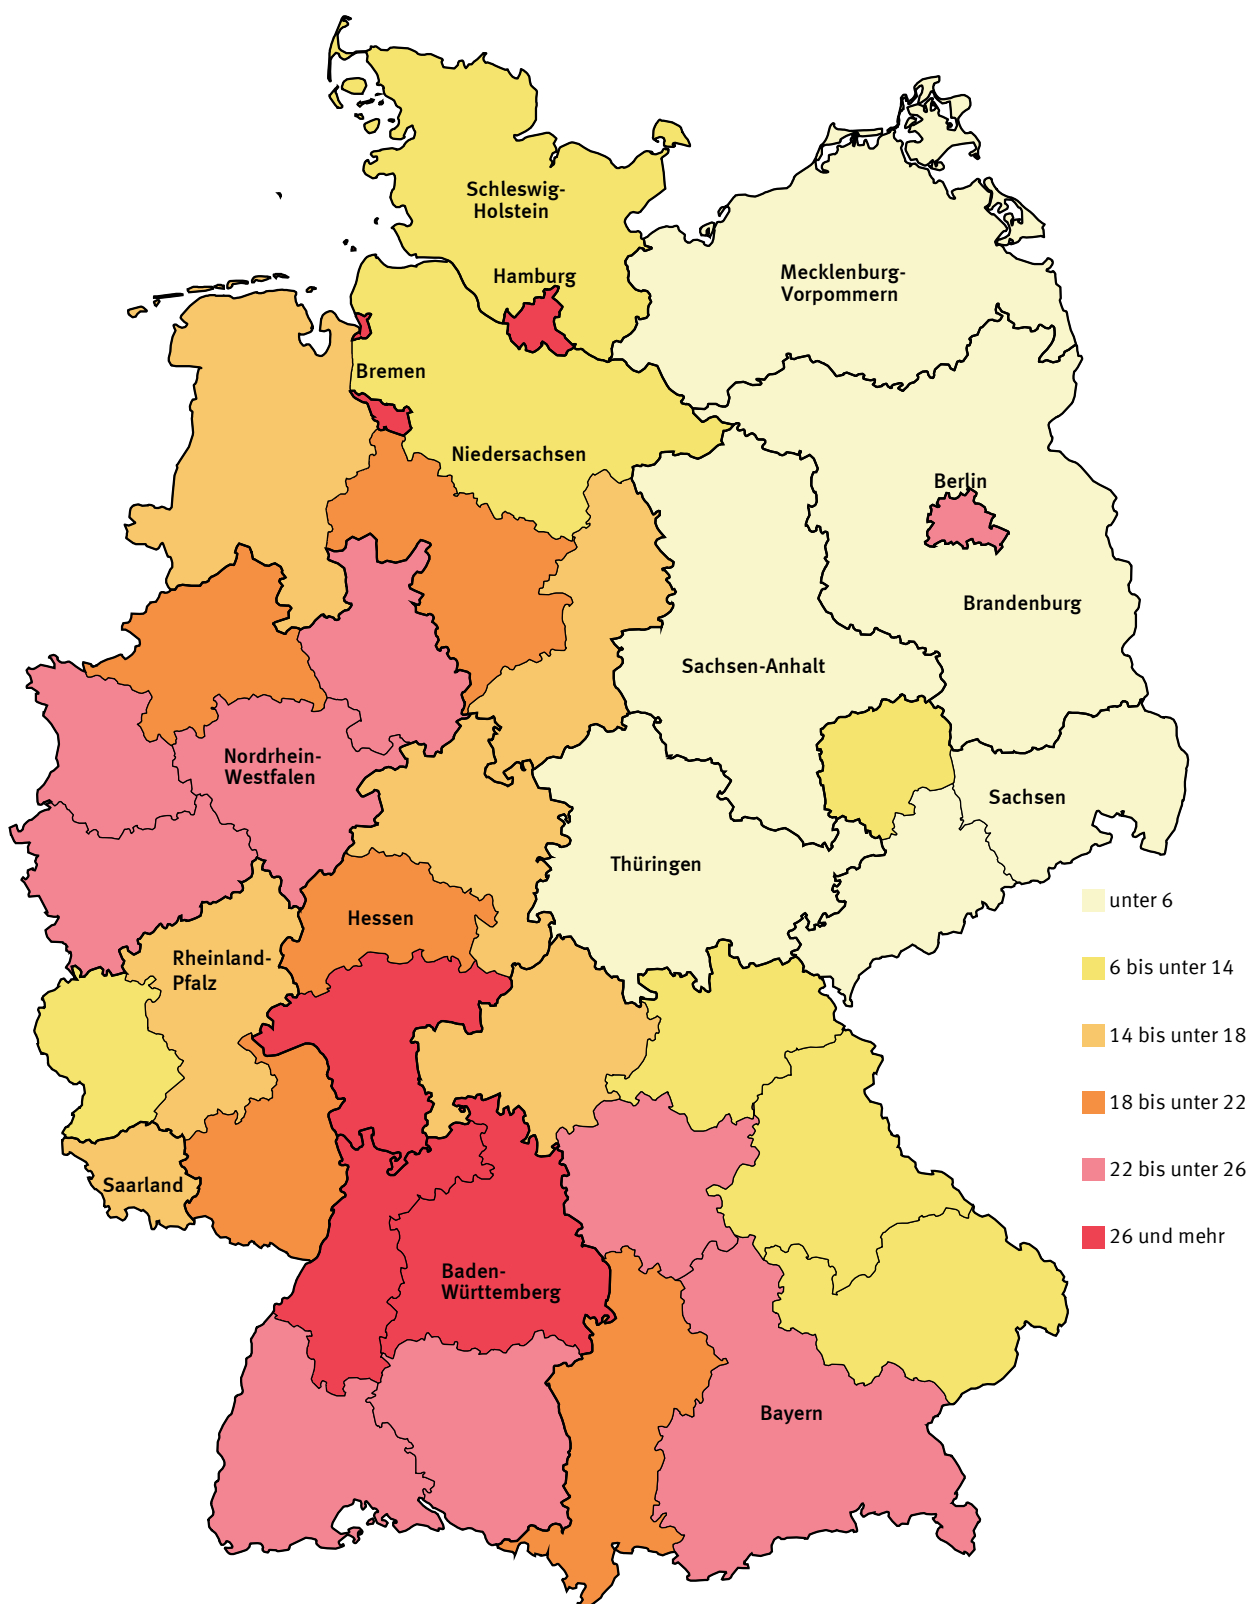 Schleswig-
Holstein
Hamburg
Mecklenburg-
Vorpommern
Bremen
Niedersachsen
Berlin
Brandenburg
Sachsen-Anhalt
Nordrhein-
Westfalen
Sachsen
Thüringen
Hessen
Rheinland-
Pfalz
Saarland
Baden-
Württemberg
Bayern
unter 6
6 bis unter 14
14 bis unter 18
18 bis unter 22
22 bis unter 26
26 und mehr